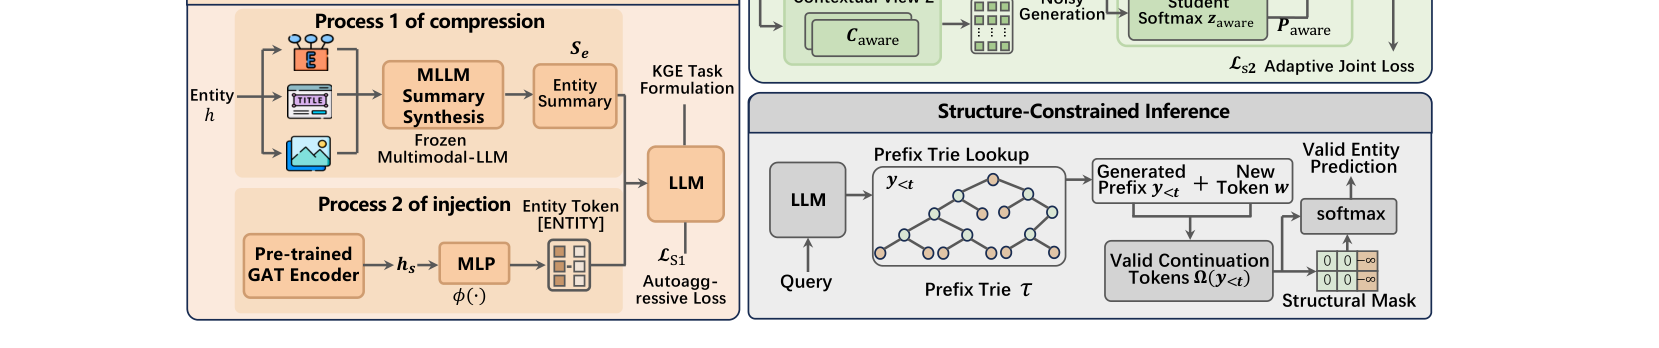 Process 1 of compression
Entity
h
E
TITLE
MLLM
Summary
Synthesis
Frozen
Multimodal-LLM
S_e
Entity
Summary
KGE Task
Formulation
LLM
Process 2 of injection
Pre-trained
GAT Encoder
h_s
MLP
ϕ(·)
Entity Token
[ENTITY]
ℒ_S1
Autoagg-
ressive Loss
C_aware
Generation
Student
Softmax z_aware
P_aware
ℒ_S2 Adaptive Joint Loss
Structure-Constrained Inference
LLM
Query
Prefix Trie Lookup
y_{<t}
Prefix Trie 𝒯
Generated
Prefix y_{<t}
+
New
Token w
Valid Continuation
Tokens Ω(y_{<t})
Valid Entity
Prediction
softmax
0 0 -∞
0 0 -∞
Structural Mask